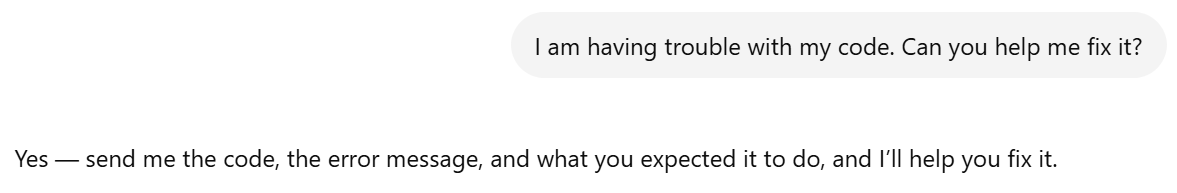 I am having trouble with my code. Can you help me fix it?
Yes — send me the code, the error message, and what you expected it to do, and I’ll help you fix it.